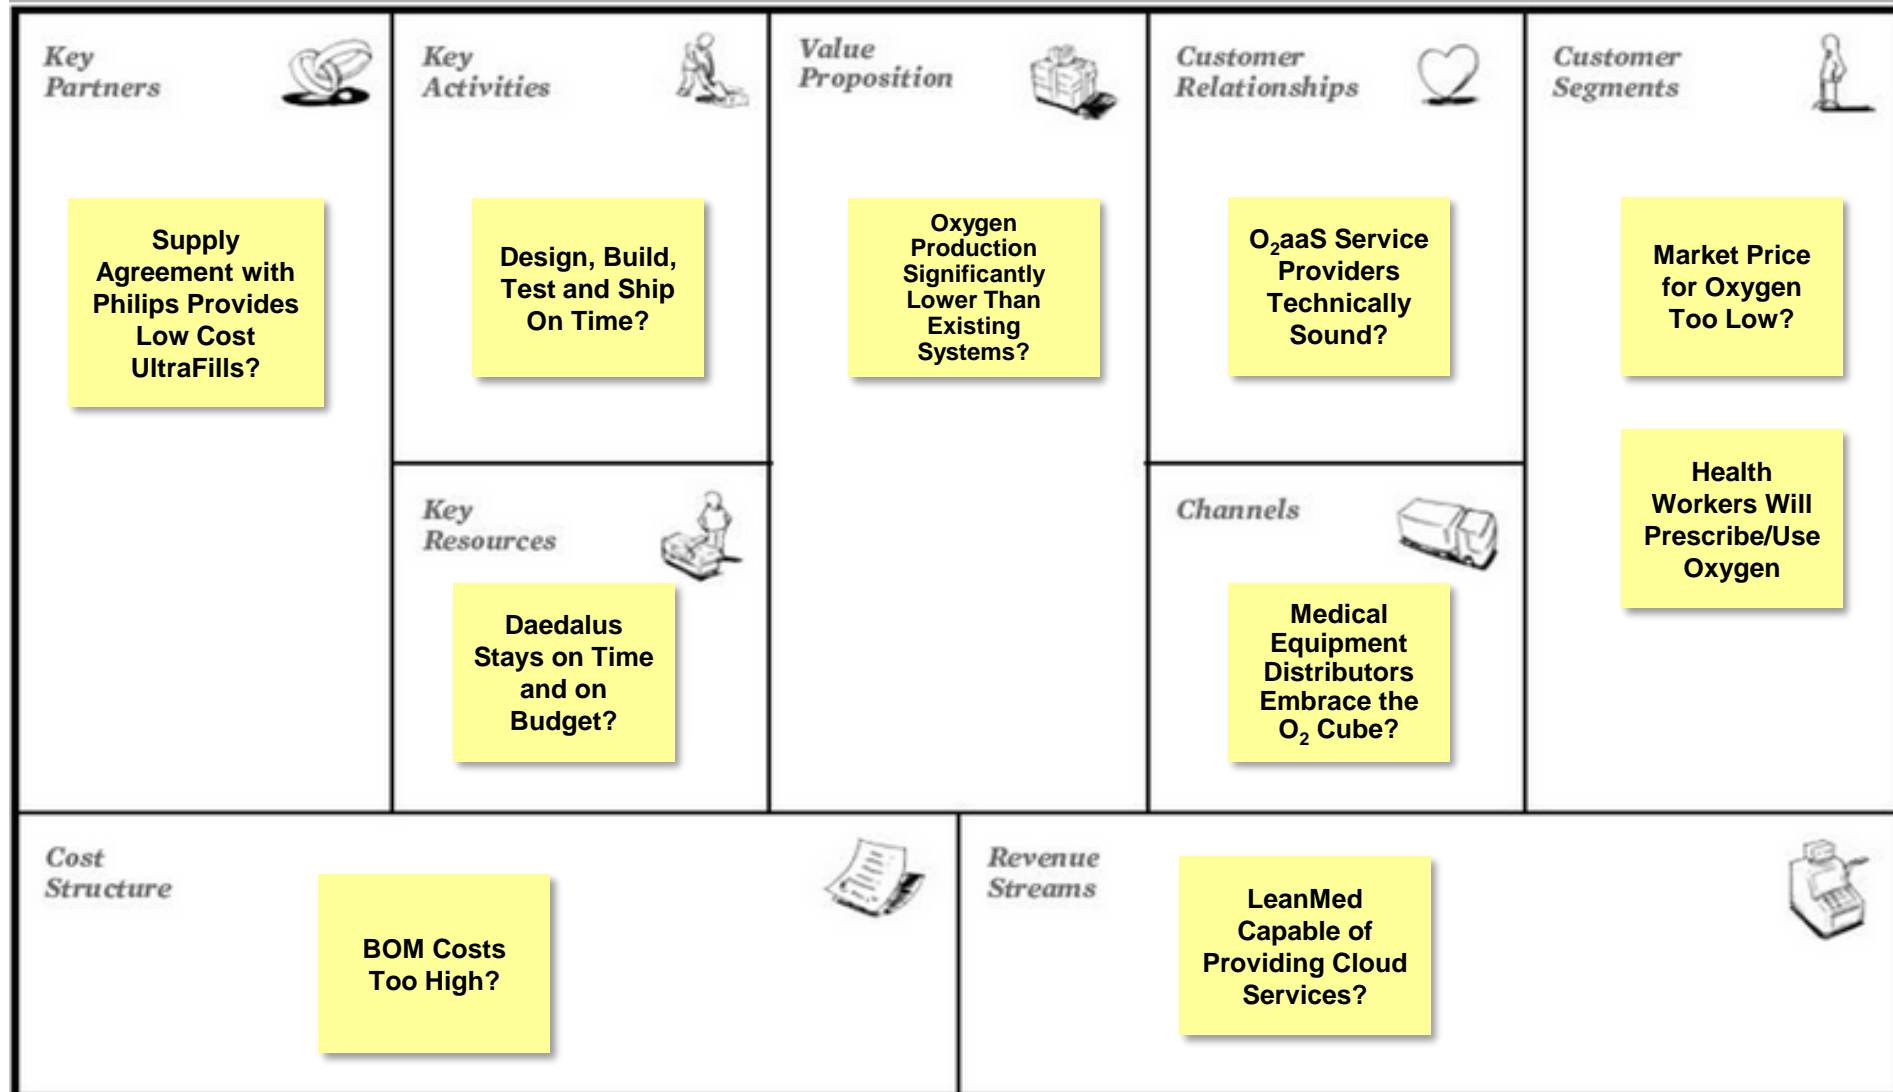 Key
Partners
Supply
Agreement with
Philips Provides
Low Cost
UltraFills?
Key
Activities
Design, Build,
Test and Ship
On Time?
Key
Resources
Daedalus
Stays on Time
and on
Budget?
Value
Proposition
Oxygen
Production
Significantly
Lower Than
Existing
Systems?
Customer
Relationships
O₂aaS Service
Providers
Technically
Sound?
Channels
Medical
Equipment
Distributors
Embrace the
O₂ Cube?
Customer
Segments
Market Price
for Oxygen
Too Low?
Health
Workers Will
Prescribe/Use
Oxygen
Cost
Structure
BOM Costs
Too High?
Revenue
Streams
LeanMed
Capable of
Providing Cloud
Services?